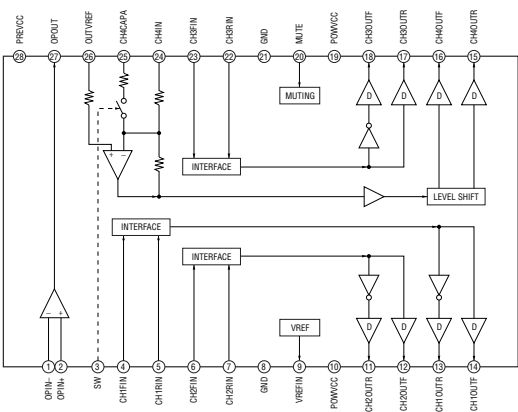 PREVCC
OPOUT
OUTVREF
CH4CAPA
CH4IN
CH3FIN
CH3RIN
GND
MUTE
POWVCC
CH3OUTF
CH3OUTR
CH4OUTF
CH4OUTR
28
27
26
25
24
23
22
21
20
19
18
17
16
15
MUTING
D
D
D
D
+
−
INTERFACE
LEVEL SHIFT
INTERFACE
INTERFACE
−
+
VREF
D
D
D
D
1
2
3
4
5
6
7
8
9
10
11
12
13
14
OPIN−
OPIN+
SW
CH1FIN
CH1RIN
CH2FIN
CH2RIN
GND
VREFIN
POWVCC
CH2OUTR
CH2OUTF
CH1OUTR
CH1OUTF